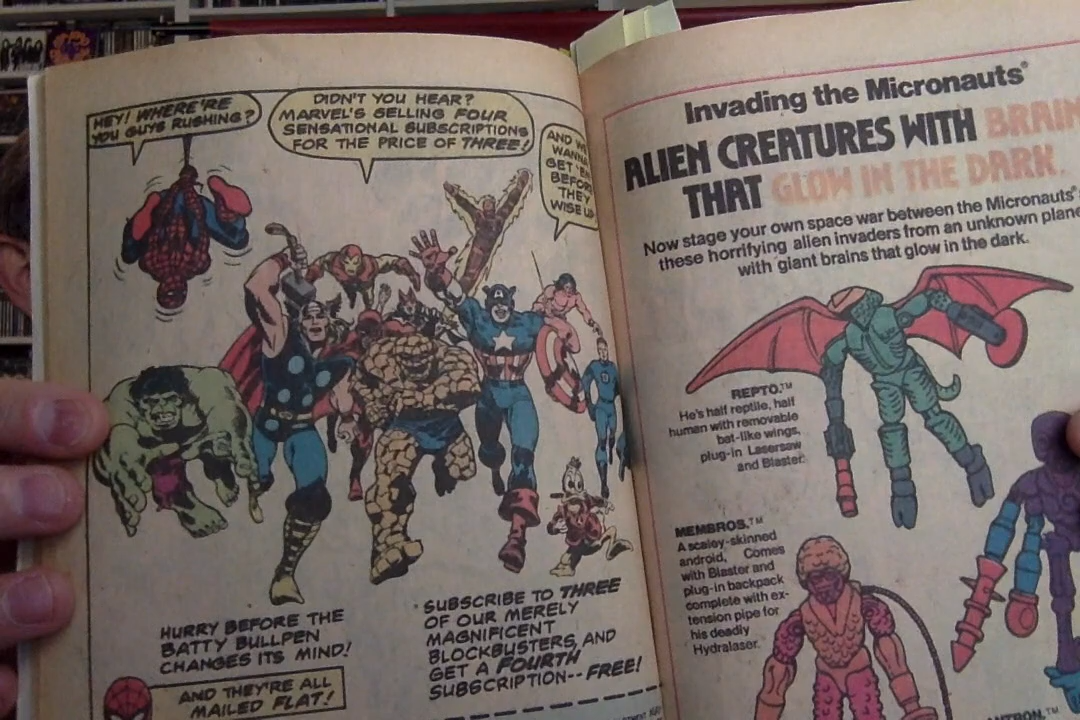 HEY! WHERE'RE
YOU GUYS RUSHING?
DIDN'T YOU HEAR?
MARVEL'S SELLING FOUR
SENSATIONAL SUBSCRIPTIONS
FOR THE PRICE OF THREE!
AND WE
WANNA
GET 'EM
BEFORE
THEY
WISE UP
HURRY BEFORE THE
BATTY BULLPEN
CHANGES ITS MIND!
AND THEY'RE ALL
MAILED FLAT!
SUBSCRIBE TO THREE
OF OUR MERELY
MAGNIFICENT
BLOCKBUSTERS, AND
GET A FOURTH
SUBSCRIPTION--FREE!
Invading the Micronauts®
ALIEN CREATURES WITH BRAIN
THAT GLOW IN THE DARK.
Now stage your own space war between the Micronauts®
these horrifying alien invaders from an unknown plane
with giant brains that glow in the dark.
REPTO.™
He's half reptile, half
human with removable
bat-like wings,
plug-in Lasersaw
and Blaster.
MEMBROS.™
A scaley-skinned
android, Comes
with Blaster and
plug-in backpack
complete with ex-
tension pipe for
his deadly
Hydralaser.